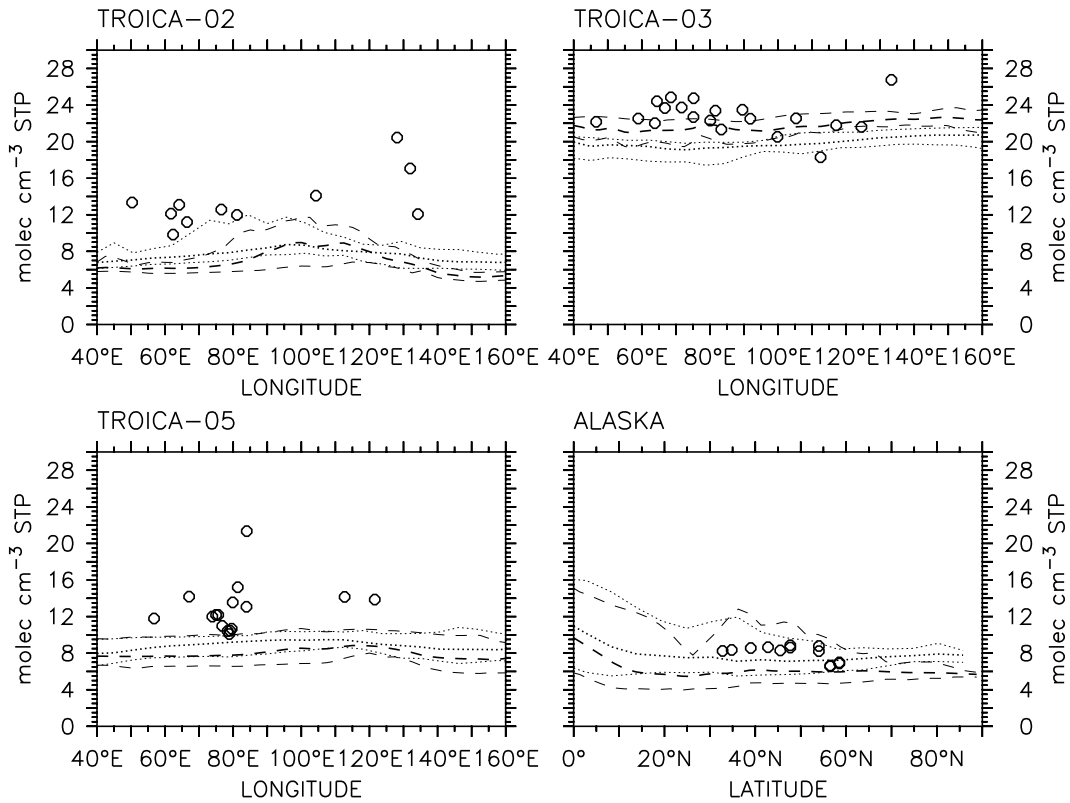 TROICA−02
TROICA−03
28
24
20
16
12
8
4
0
molec cm⁻³ STP
40°E 60°E 80°E 100°E 120°E 140°E 160°E
LONGITUDE
28
24
20
16
12
8
4
0
molec cm⁻³ STP
40°E 60°E 80°E 100°E 120°E 140°E 160°E
LONGITUDE
TROICA−05
ALASKA
28
24
20
16
12
8
4
0
molec cm⁻³ STP
40°E 60°E 80°E 100°E 120°E 140°E 160°E
LONGITUDE
28
24
20
16
12
8
4
0
molec cm⁻³ STP
0° 20°N 40°N 60°N 80°N
LATITUDE